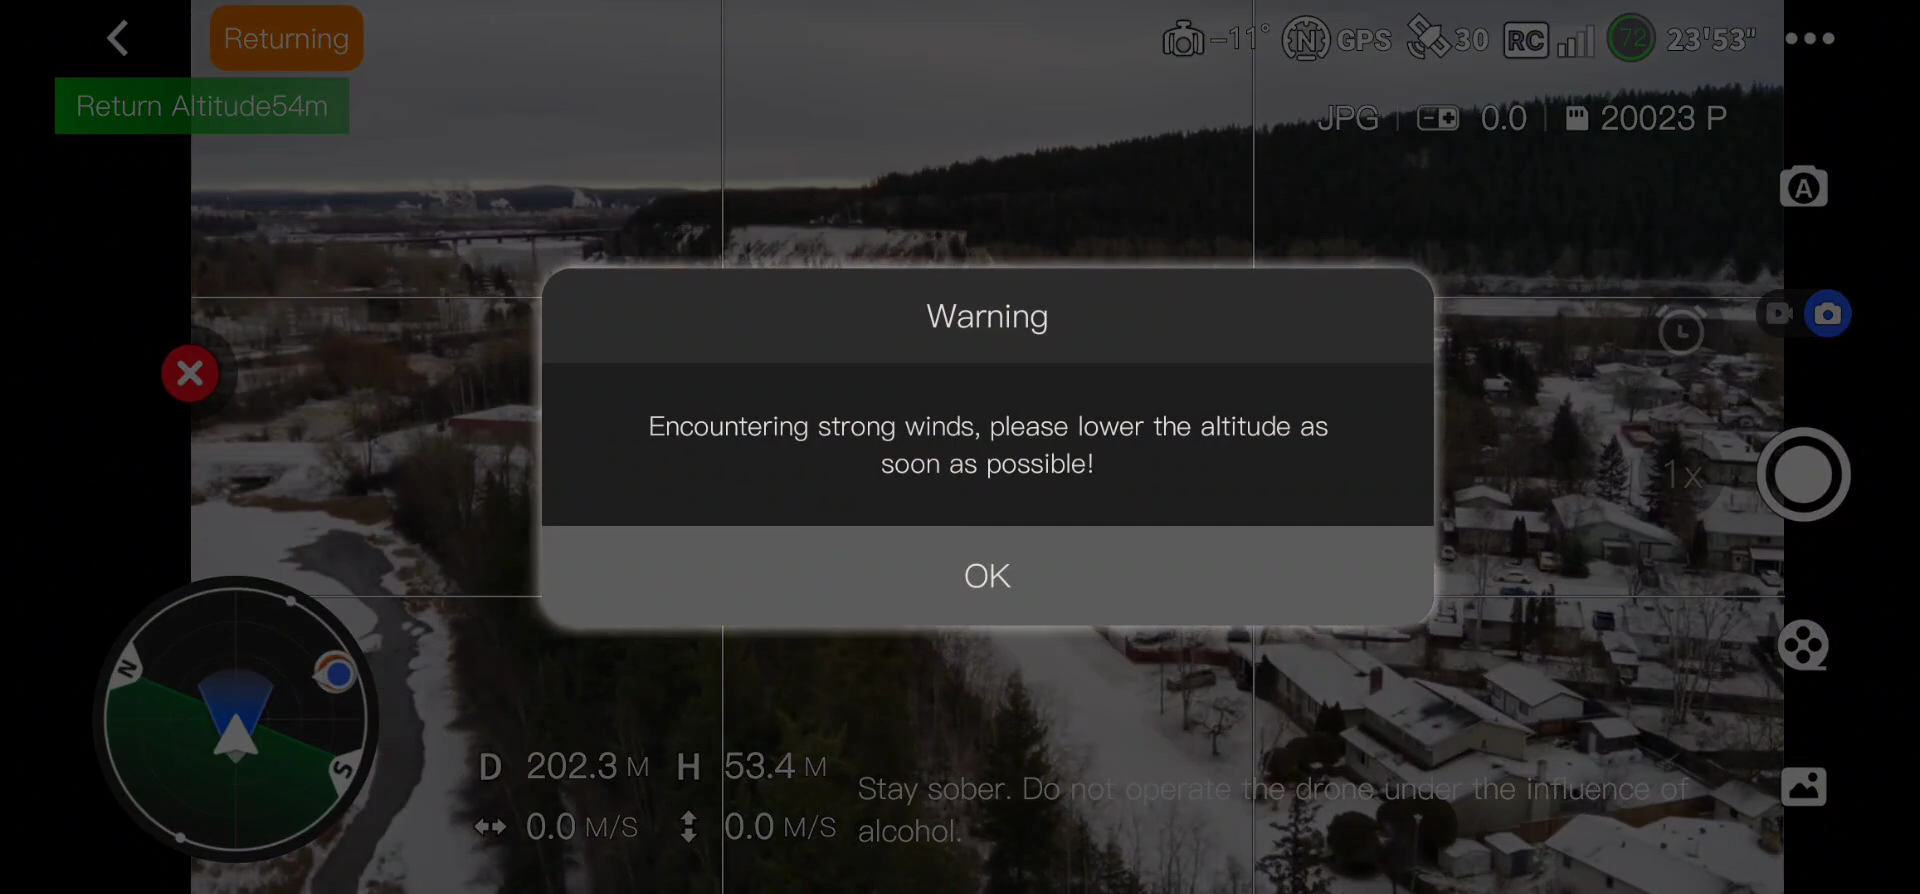 Returning
-11° N GPS 30 RC 72 23'53"
Return Altitude54m
JPG 0.0 20023 P
A
Warning
Encountering strong winds, please lower the altitude as
soon as possible!
1x
OK
N
S
D 202.3 M H 53.4 M
0.0 M/S 0.0 M/S
Stay sober. Do not operate the drone under the influence of
alcohol.